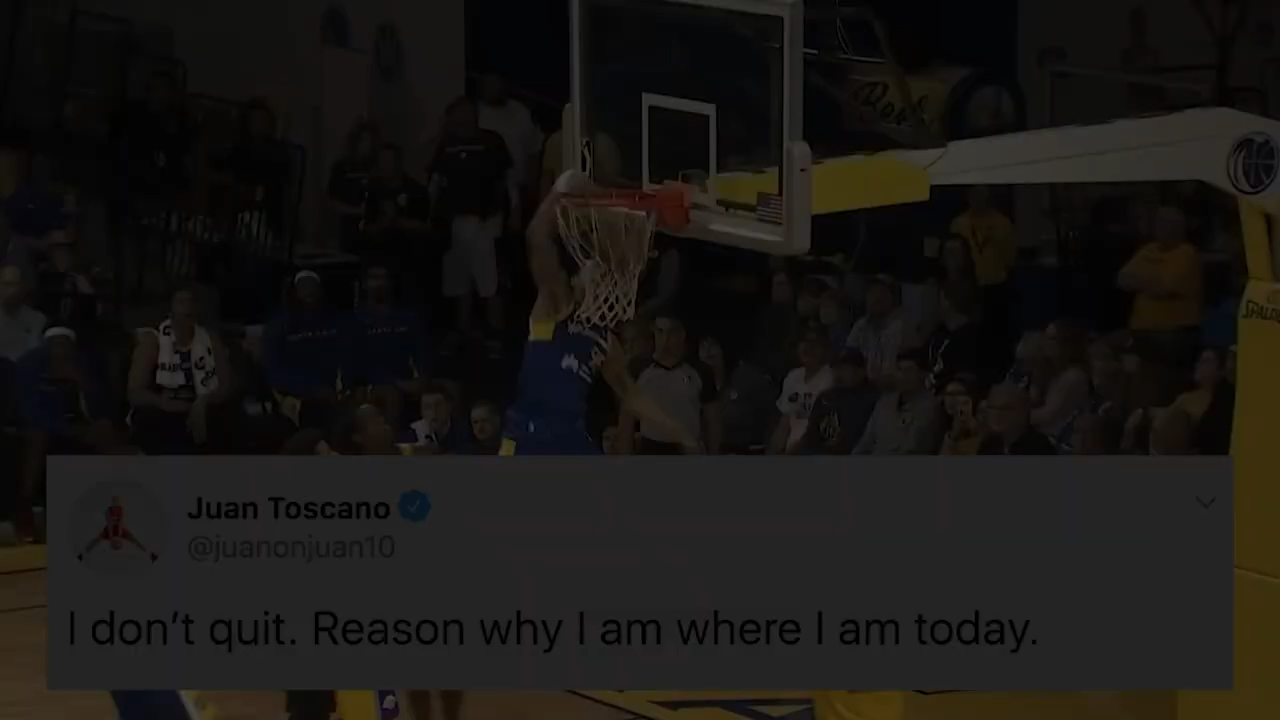 Juan Toscano
@juanonjuan10
I don't quit. Reason why I am where I am today.